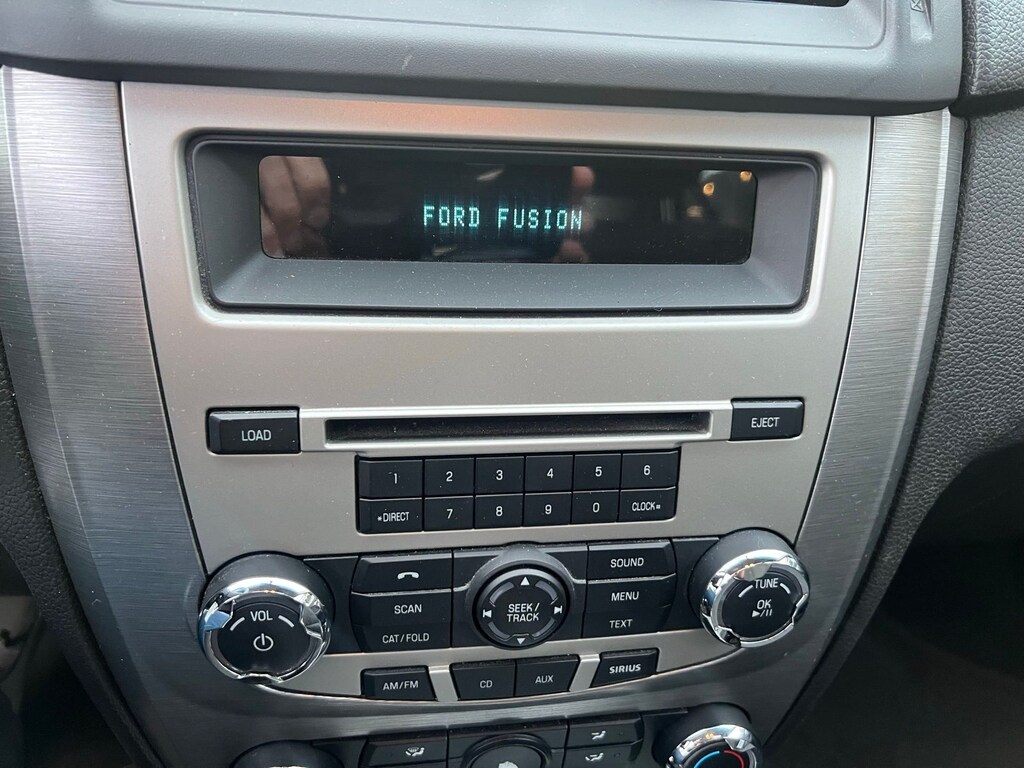 FORD FUSION
LOAD
EJECT
1 2 3 4 5 6
*DIRECT 7 8 9 0 CLOCK#
VOL
SCAN
CAT/FOLD
SEEK/
TRACK
SOUND
MENU
TEXT
TUNE
OK
AM/FM
CD
AUX
SIRIUS